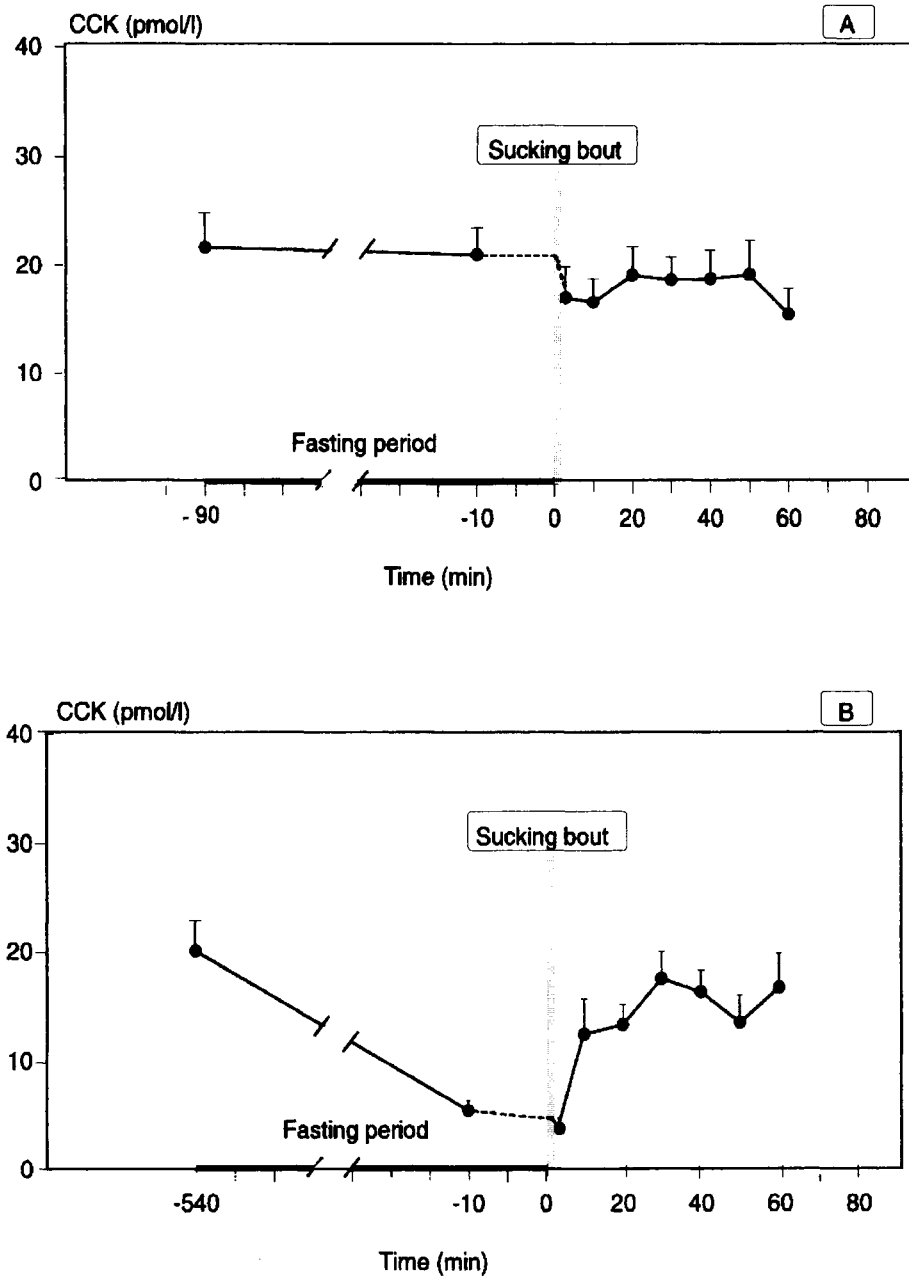 CCK (pmol/l)
A
40
30
Sucking bout
20
10
Fasting period
0
- 90
-10
0
20
40
60
80
Time (min)
CCK (pmol/l)
B
40
30
Sucking bout
20
10
Fasting period
0
-540
-10
0
20
40
60
80
Time (min)